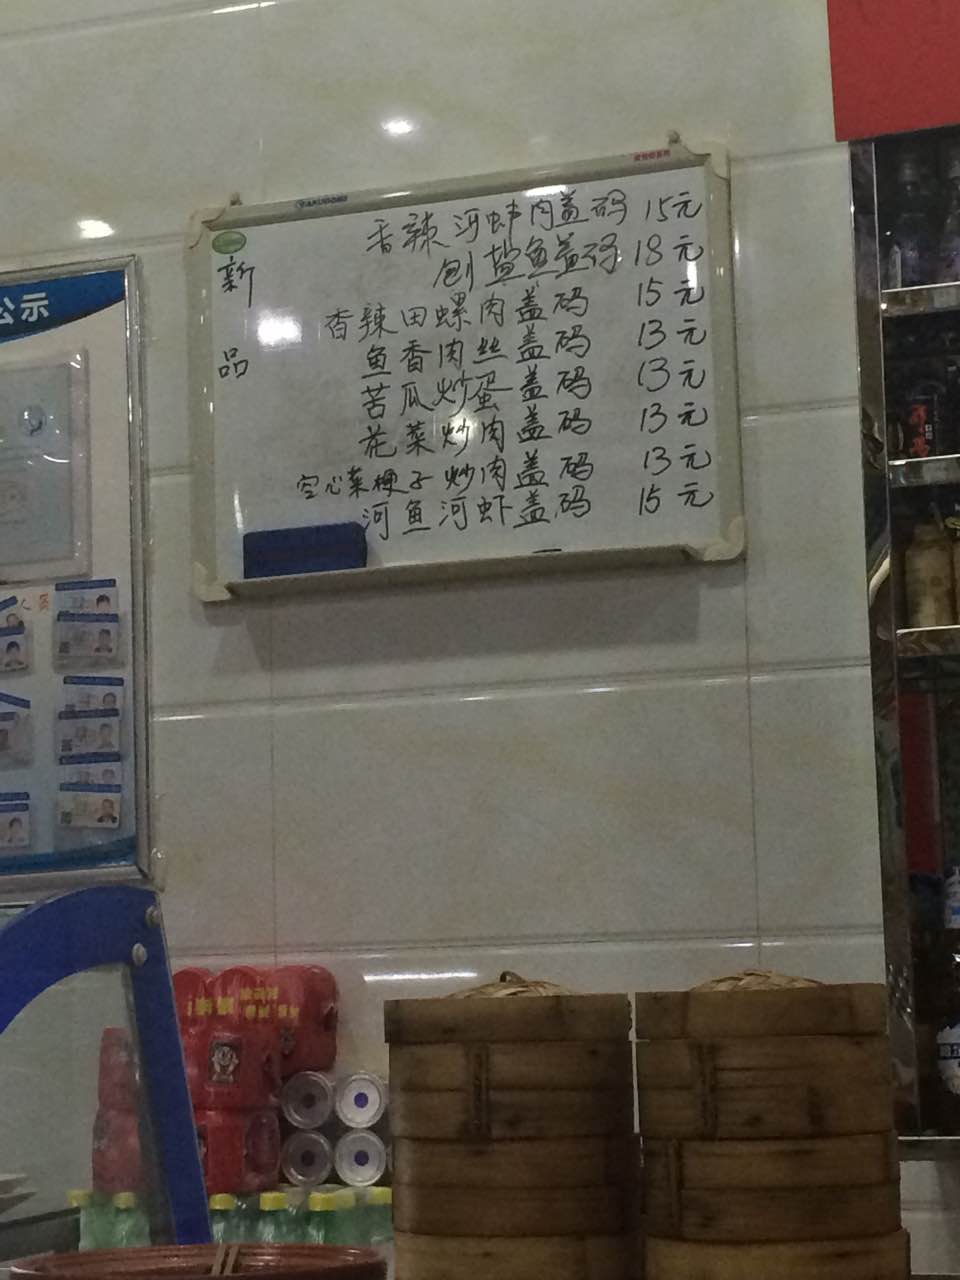 新品
香辣河蚌肉盖码 15元
刨盐鱼盖码 18元
香辣田螺肉盖码 15元
鱼香肉丝盖码 13元
苦瓜炒蛋盖码 13元
花菜炒肉盖码 13元
空心菜梗子炒肉盖码 13元
河鱼河虾盖码 15元
公示